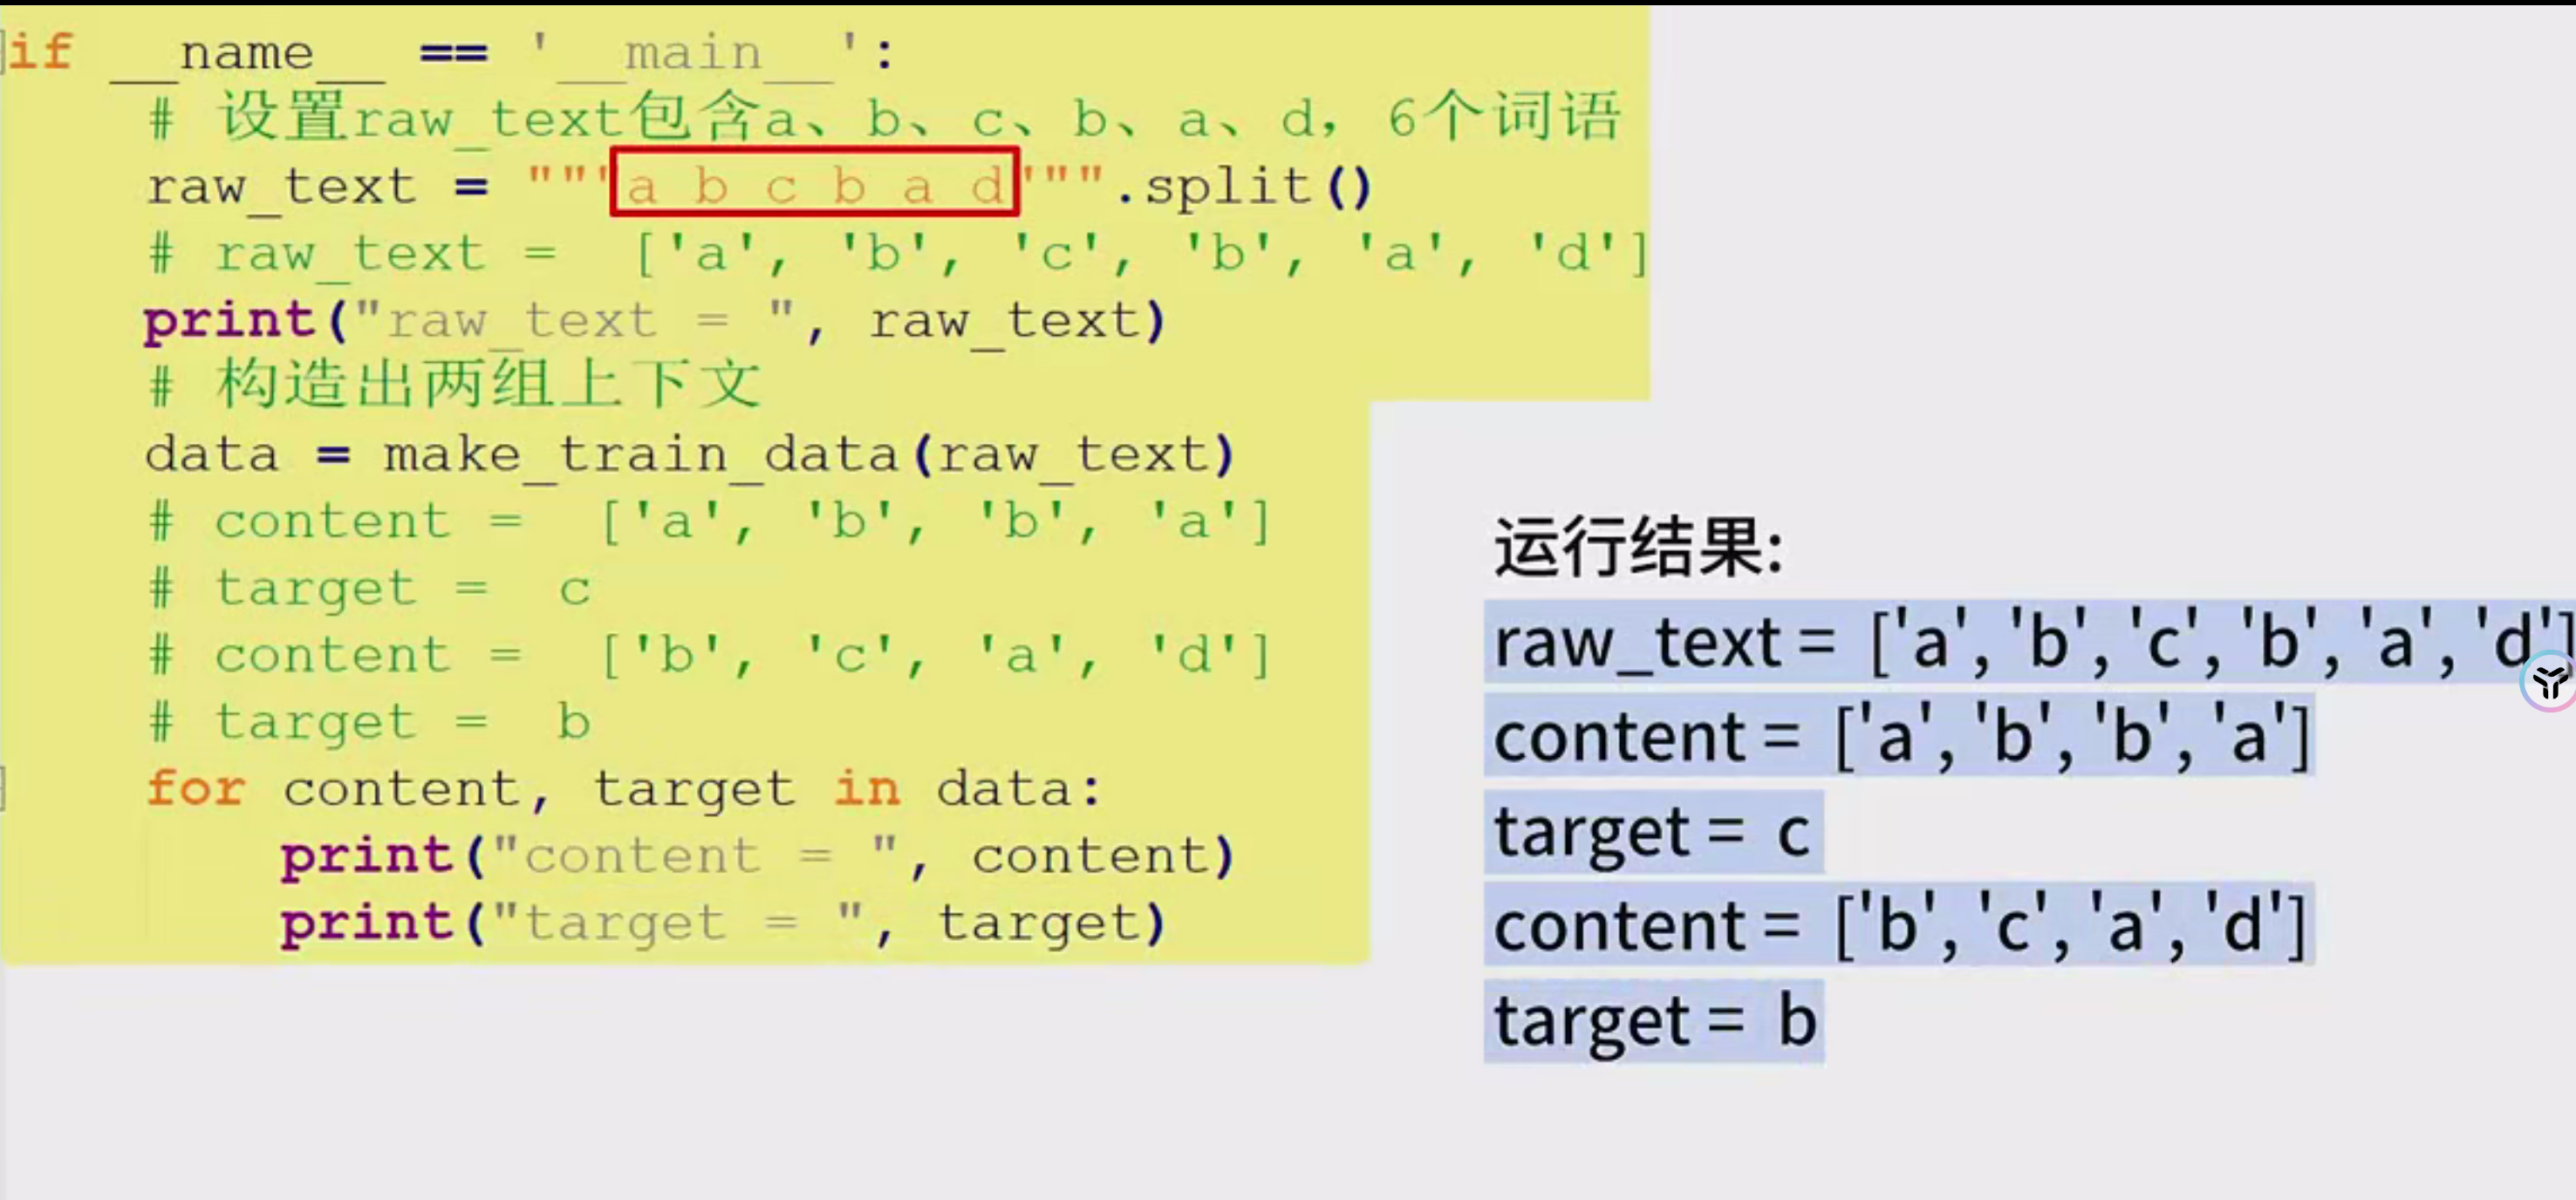 if __name__ == '__main__':
# 设置raw_text包含a、b、c、b、a、d，6个词语
raw_text = """a b c b a d""".split()
# raw_text =  ['a', 'b', 'c', 'b', 'a', 'd']
print("raw_text = ", raw_text)
# 构造出两组上下文
data = make_train_data(raw_text)
# content =  ['a', 'b', 'b', 'a']
# target =  c
# content =  ['b', 'c', 'a', 'd']
# target =  b
for content, target in data:
print("content = ", content)
print("target = ", target)
运行结果:
raw_text = ['a', 'b', 'c', 'b', 'a', 'd']
content = ['a', 'b', 'b', 'a']
target = c
content = ['b', 'c', 'a', 'd']
target = b